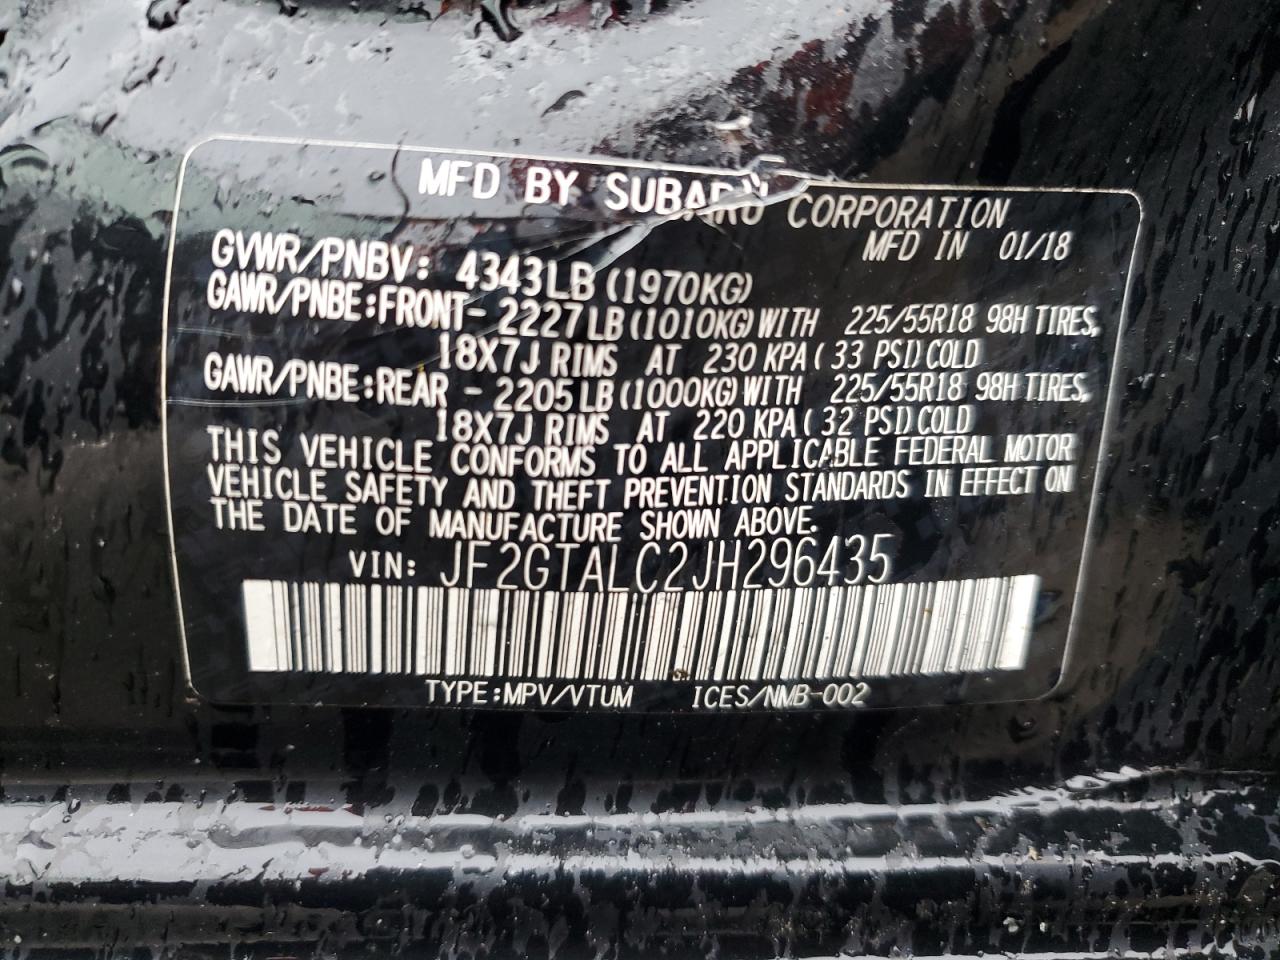 MFD BY SUBARU CORPORATION
MFD IN 01/18
GVWR/PNBV: 4343LB (1970KG)
GAWR/PNBE:FRONT- 2227LB(1010KG)WITH 225/55R18 98H TIRES,
18X7J RIMS AT 230 KPA(33 PSI)COLD
GAWR/PNBE:REAR - 2205LB(1000KG)WITH 225/55R18 98H TIRES,
18X7J RIMS AT 220 KPA(32 PSI)COLD
THIS VEHICLE CONFORMS TO ALL APPLICABLE FEDERAL MOTOR
VEHICLE SAFETY AND THEFT PREVENTION STANDARDS IN EFFECT ON
THE DATE OF MANUFACTURE SHOWN ABOVE.
VIN: JF2GTALC2JH296435
TYPE:MPV/VTUM ICES/NMB-002